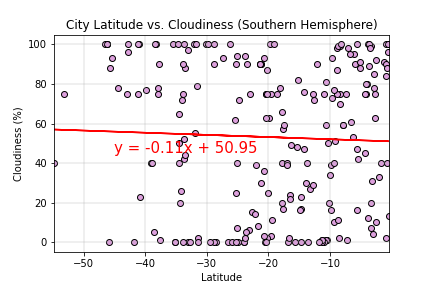 City Latitude vs. Cloudiness (Southern Hemisphere)
100
80
60
40
20
0
Cloudiness (%)
y = -0.11x + 50.95
−50
−40
−30
−20
−10
Latitude